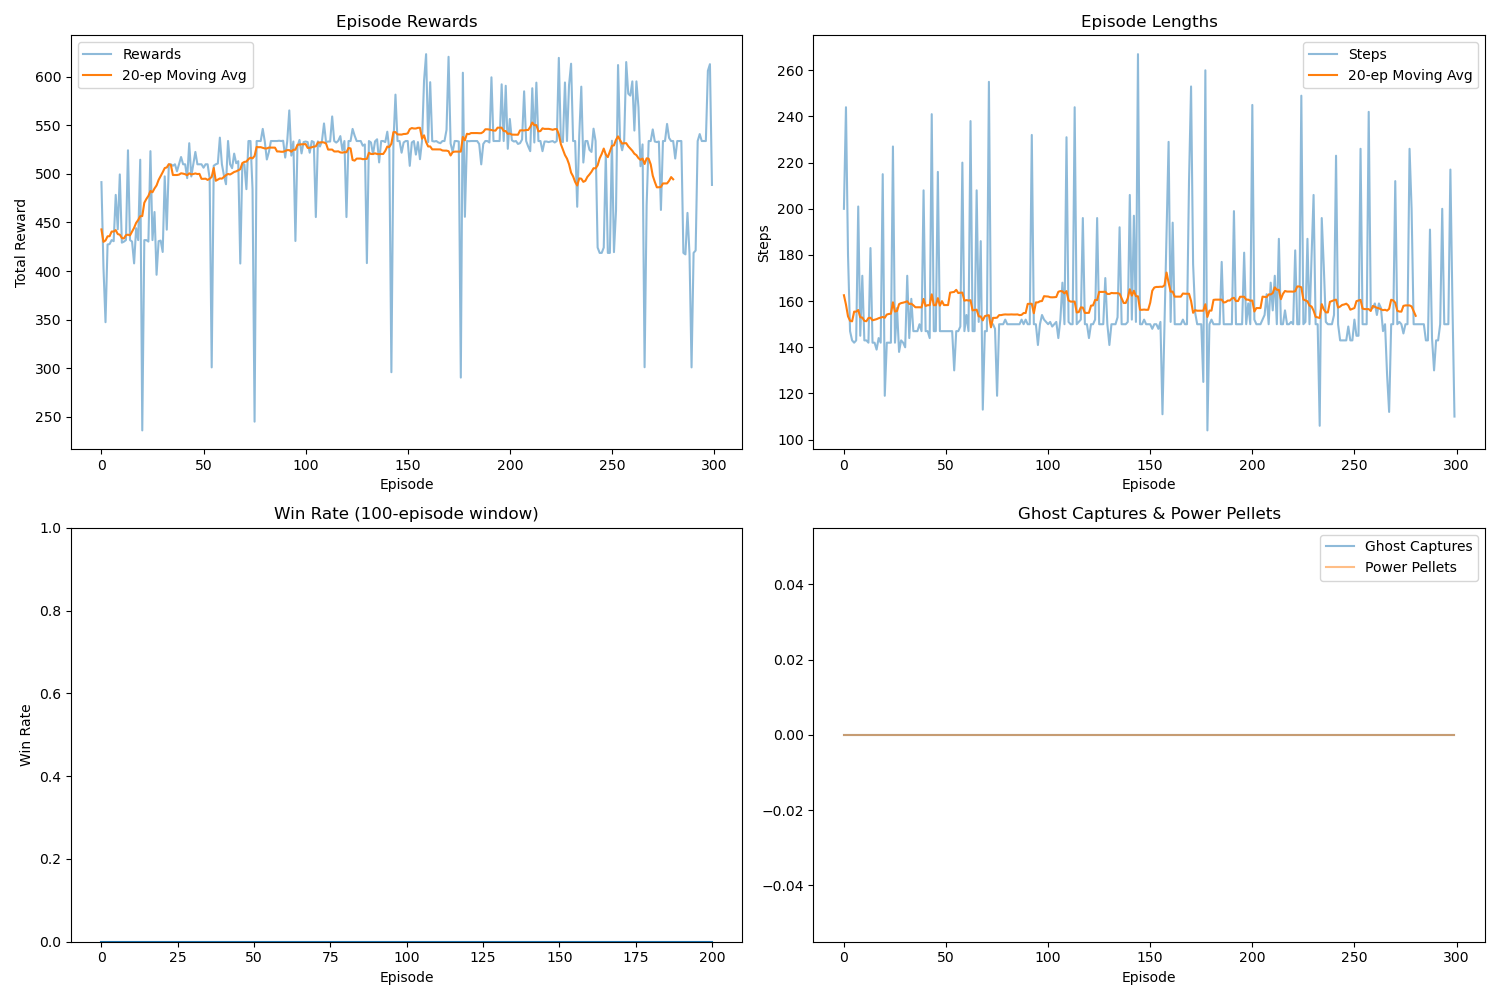 Episode Rewards
Rewards
20-ep Moving Avg
Total Reward
600
550
500
450
400
350
300
250
0 50 100 150 200 250 300
Episode
Episode Lengths
Steps
20-ep Moving Avg
Steps
260
240
220
200
180
160
140
120
100
0 50 100 150 200 250 300
Episode
Win Rate (100-episode window)
Win Rate
1.0
0.8
0.6
0.4
0.2
0.0
0 25 50 75 100 125 150 175 200
Episode
Ghost Captures & Power Pellets
Ghost Captures
Power Pellets
0.04
0.02
0.00
−0.02
−0.04
0 50 100 150 200 250 300
Episode